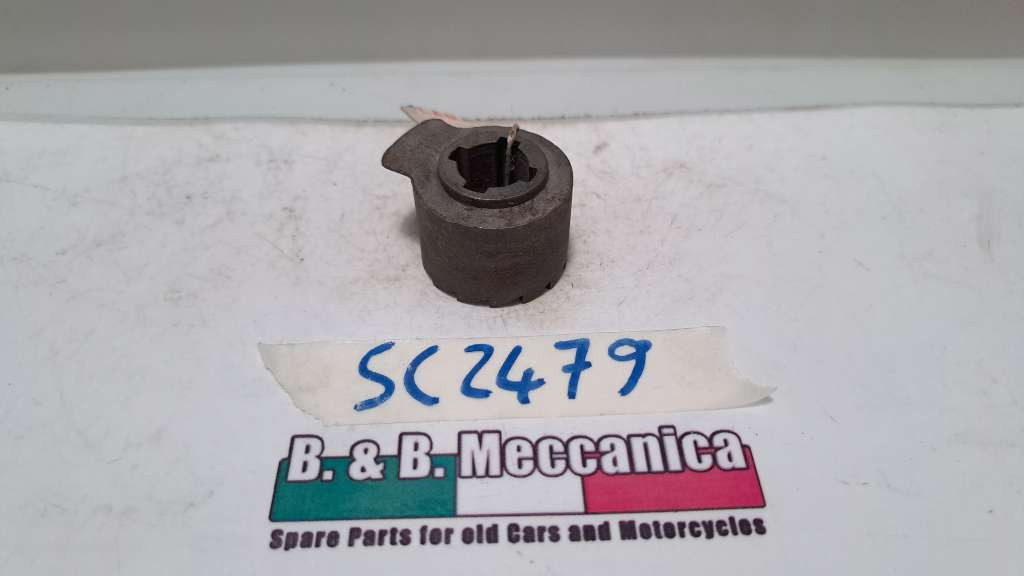 SC2479
B. & B. Meccanica
Spare Parts for old Cars and Motorcycles